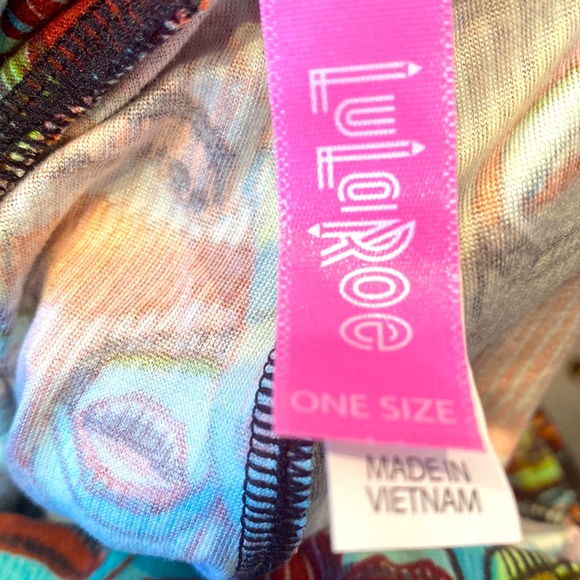 LuLaRoe
ONE SIZE
MADE IN
VIETNAM